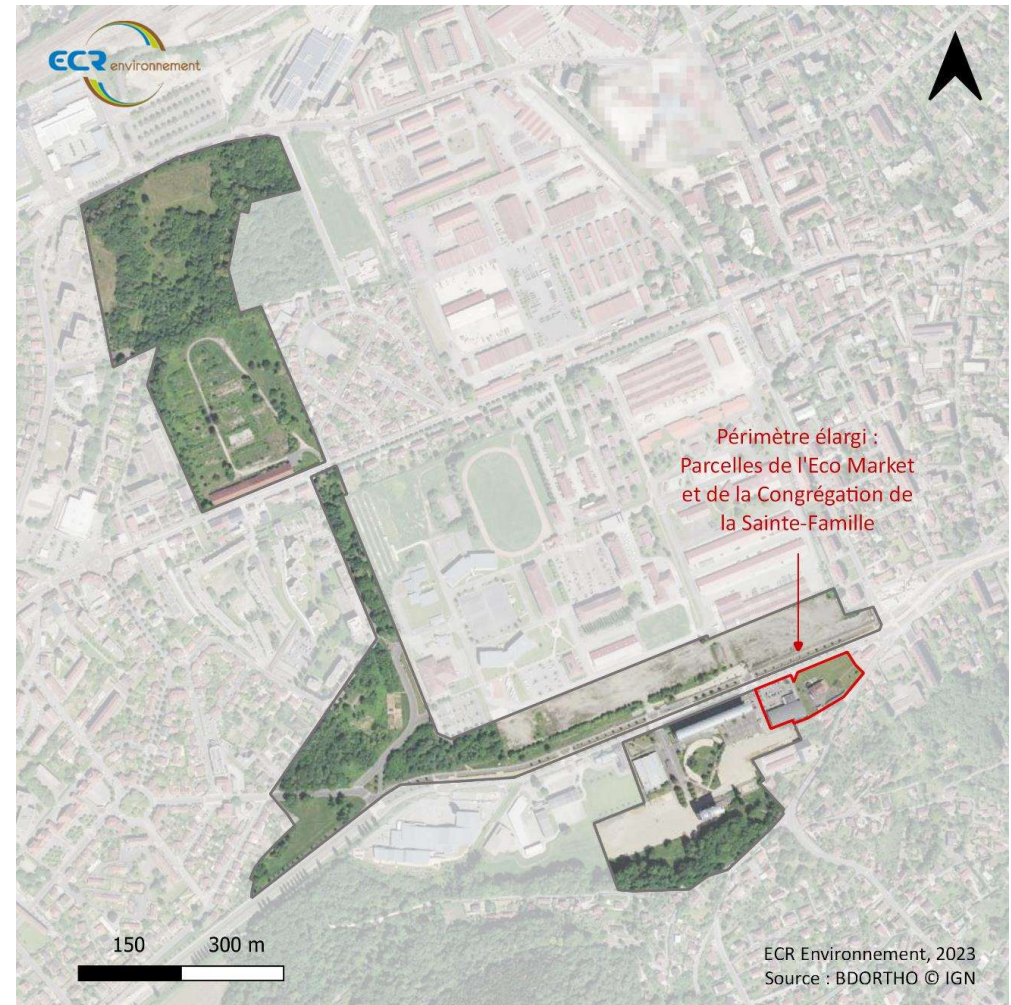 ECR environnement
Périmètre élargi :
Parcelles de l'Eco Market
et de la Congrégation de
la Sainte-Famille
150 300 m
ECR Environnement, 2023
Source : BDORTHO © IGN